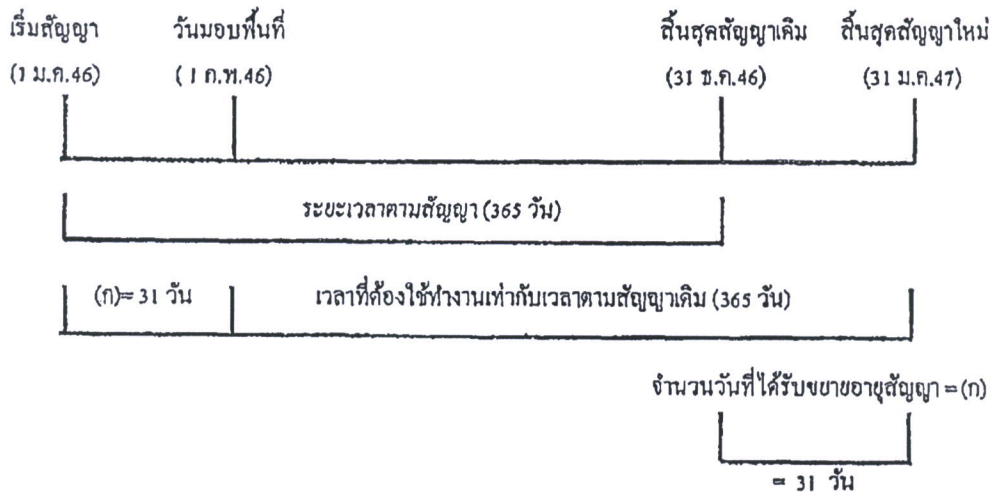 เริ่มสัญญา วันมอบพื้นที่ สิ้นสุดสัญญาเดิม สิ้นสุดสัญญาใหม่
(1 ม.ค.46) (1 ก.พ.46) (31 ธ.ค.46) (31 ม.ค.47)
ระยะเวลาตามสัญญา (365 วัน)
(ก)= 31 วัน เวลาที่ต้องใช้ทำงานเท่ากับเวลาตามสัญญาเดิม (365 วัน)
จำนวนวันที่ได้รับขยายอายุสัญญา = (ก)
= 31 วัน